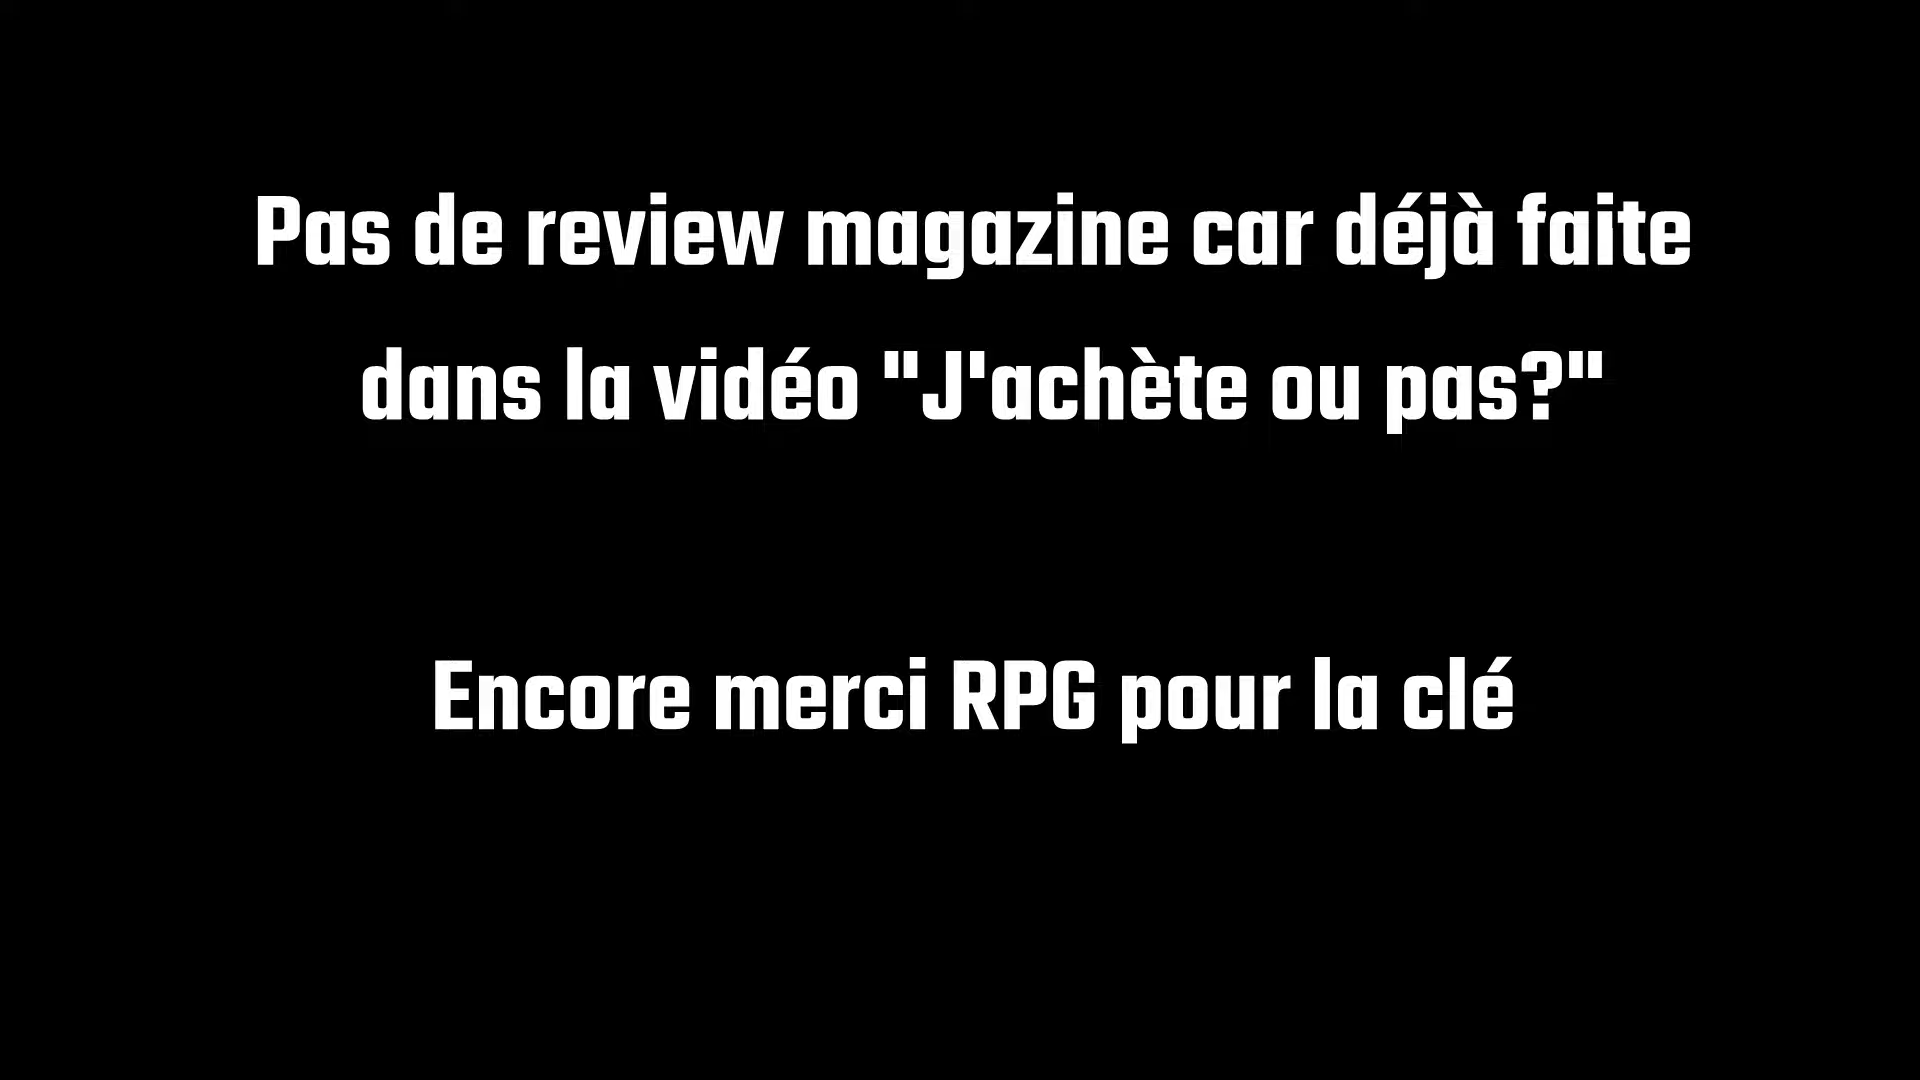 Pas de review magazine car déjà faite
dans la vidéo "J'achète ou pas?"
Encore merci RPG pour la clé